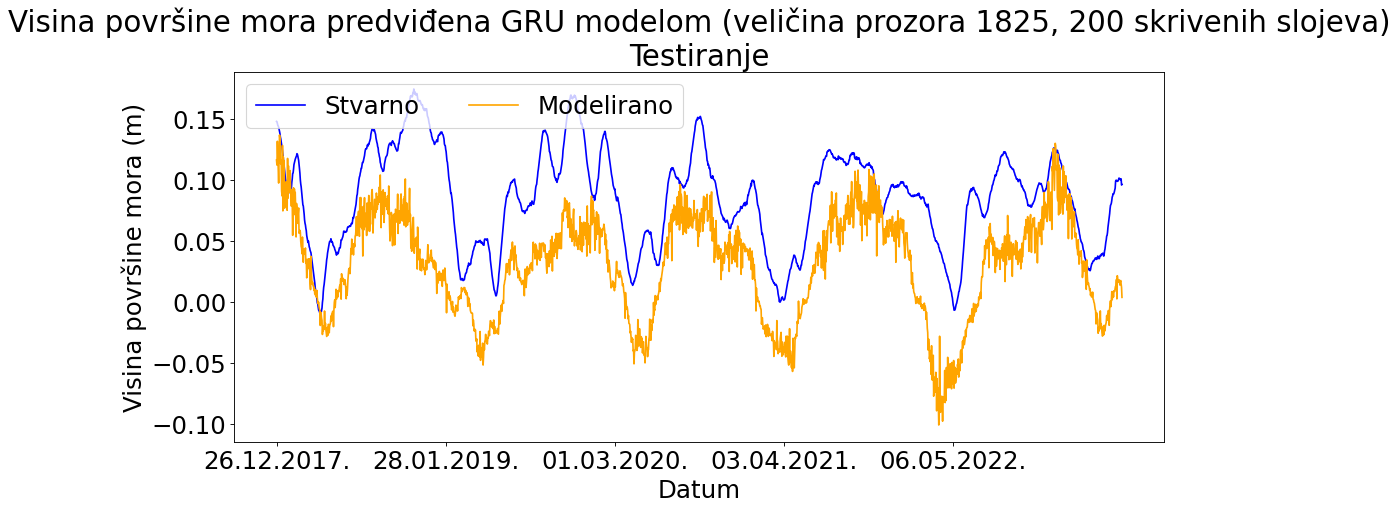 Visina površine mora predviđena GRU modelom (veličina prozora 1825, 200 skrivenih slojeva)
Testiranje
Stvarno Modelirano
Visina površine mora (m)
0.15
0.10
0.05
0.00
−0.05
−0.10
26.12.2017. 28.01.2019. 01.03.2020. 03.04.2021. 06.05.2022.
Datum